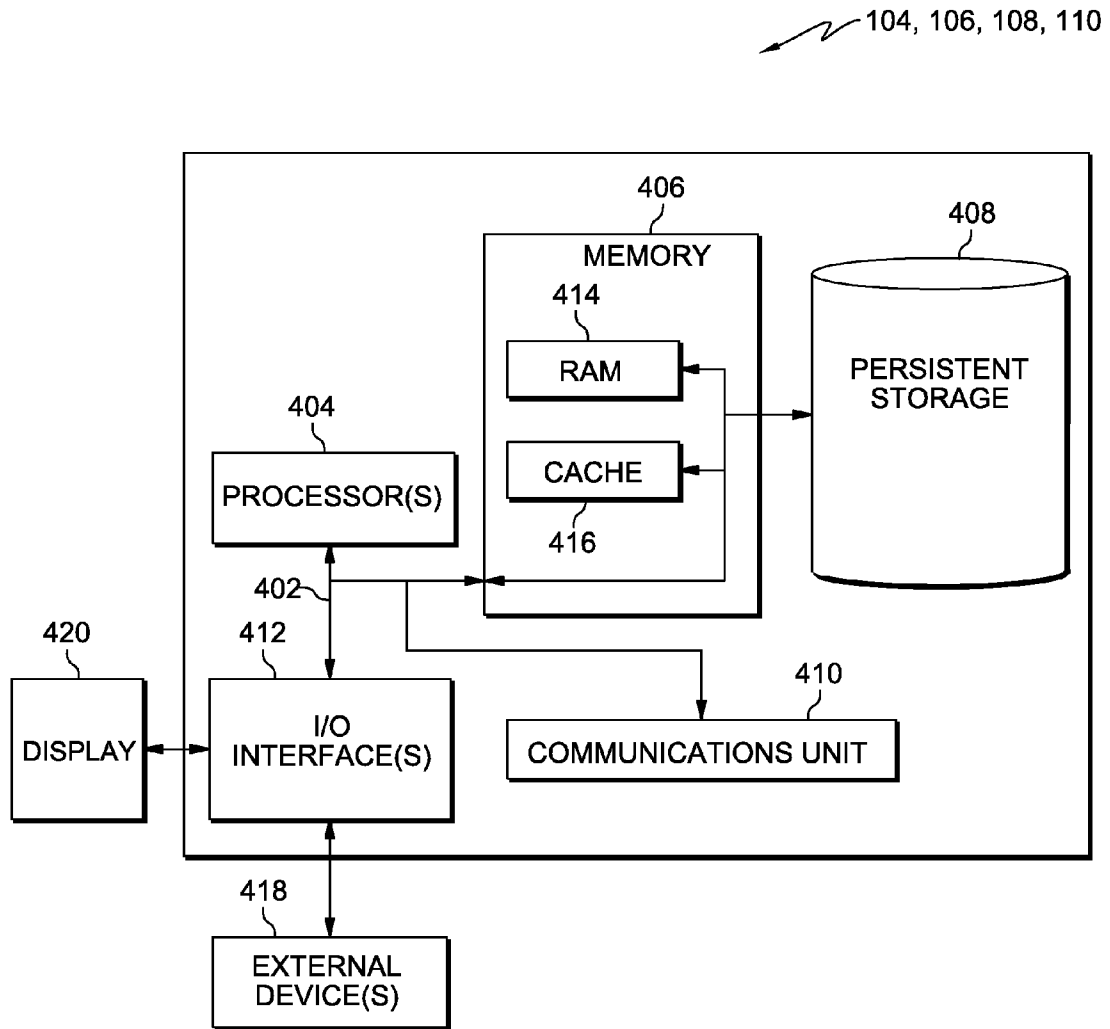 104, 106, 108, 110
406
MEMORY
408
414
RAM
PERSISTENT
STORAGE
404
PROCESSOR(S)
CACHE
416
402
420
412
410
DISPLAY
I/O
INTERFACE(S)
COMMUNICATIONS UNIT
418
EXTERNAL
DEVICE(S)